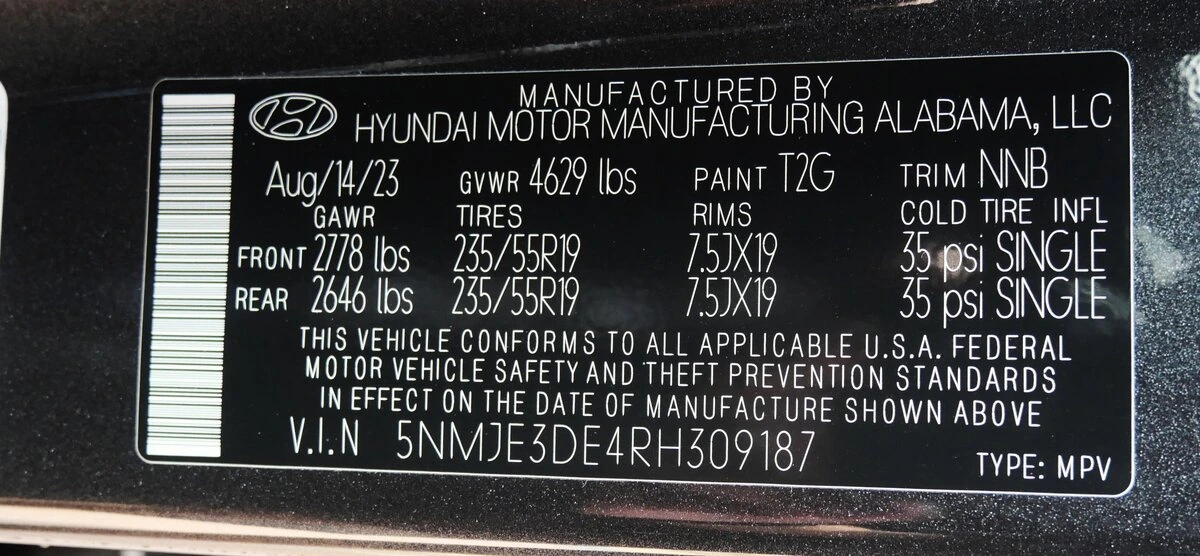 MANUFACTURED BY
HYUNDAI MOTOR MANUFACTURING ALABAMA, LLC
Aug/14/23 GVWR 4629 lbs PAINT T2G TRIM NNB
GAWR TIRES RIMS COLD TIRE INFL
FRONT 2778 lbs 235/55R19 7.5JX19 35 psi SINGLE
REAR 2646 lbs 235/55R19 7.5JX19 35 psi SINGLE
THIS VEHICLE CONFORMS TO ALL APPLICABLE U.S.A. FEDERAL
MOTOR VEHICLE SAFETY AND THEFT PREVENTION STANDARDS
IN EFFECT ON THE DATE OF MANUFACTURE SHOWN ABOVE
V.I.N 5NMJE3DE4RH309187
TYPE: MPV